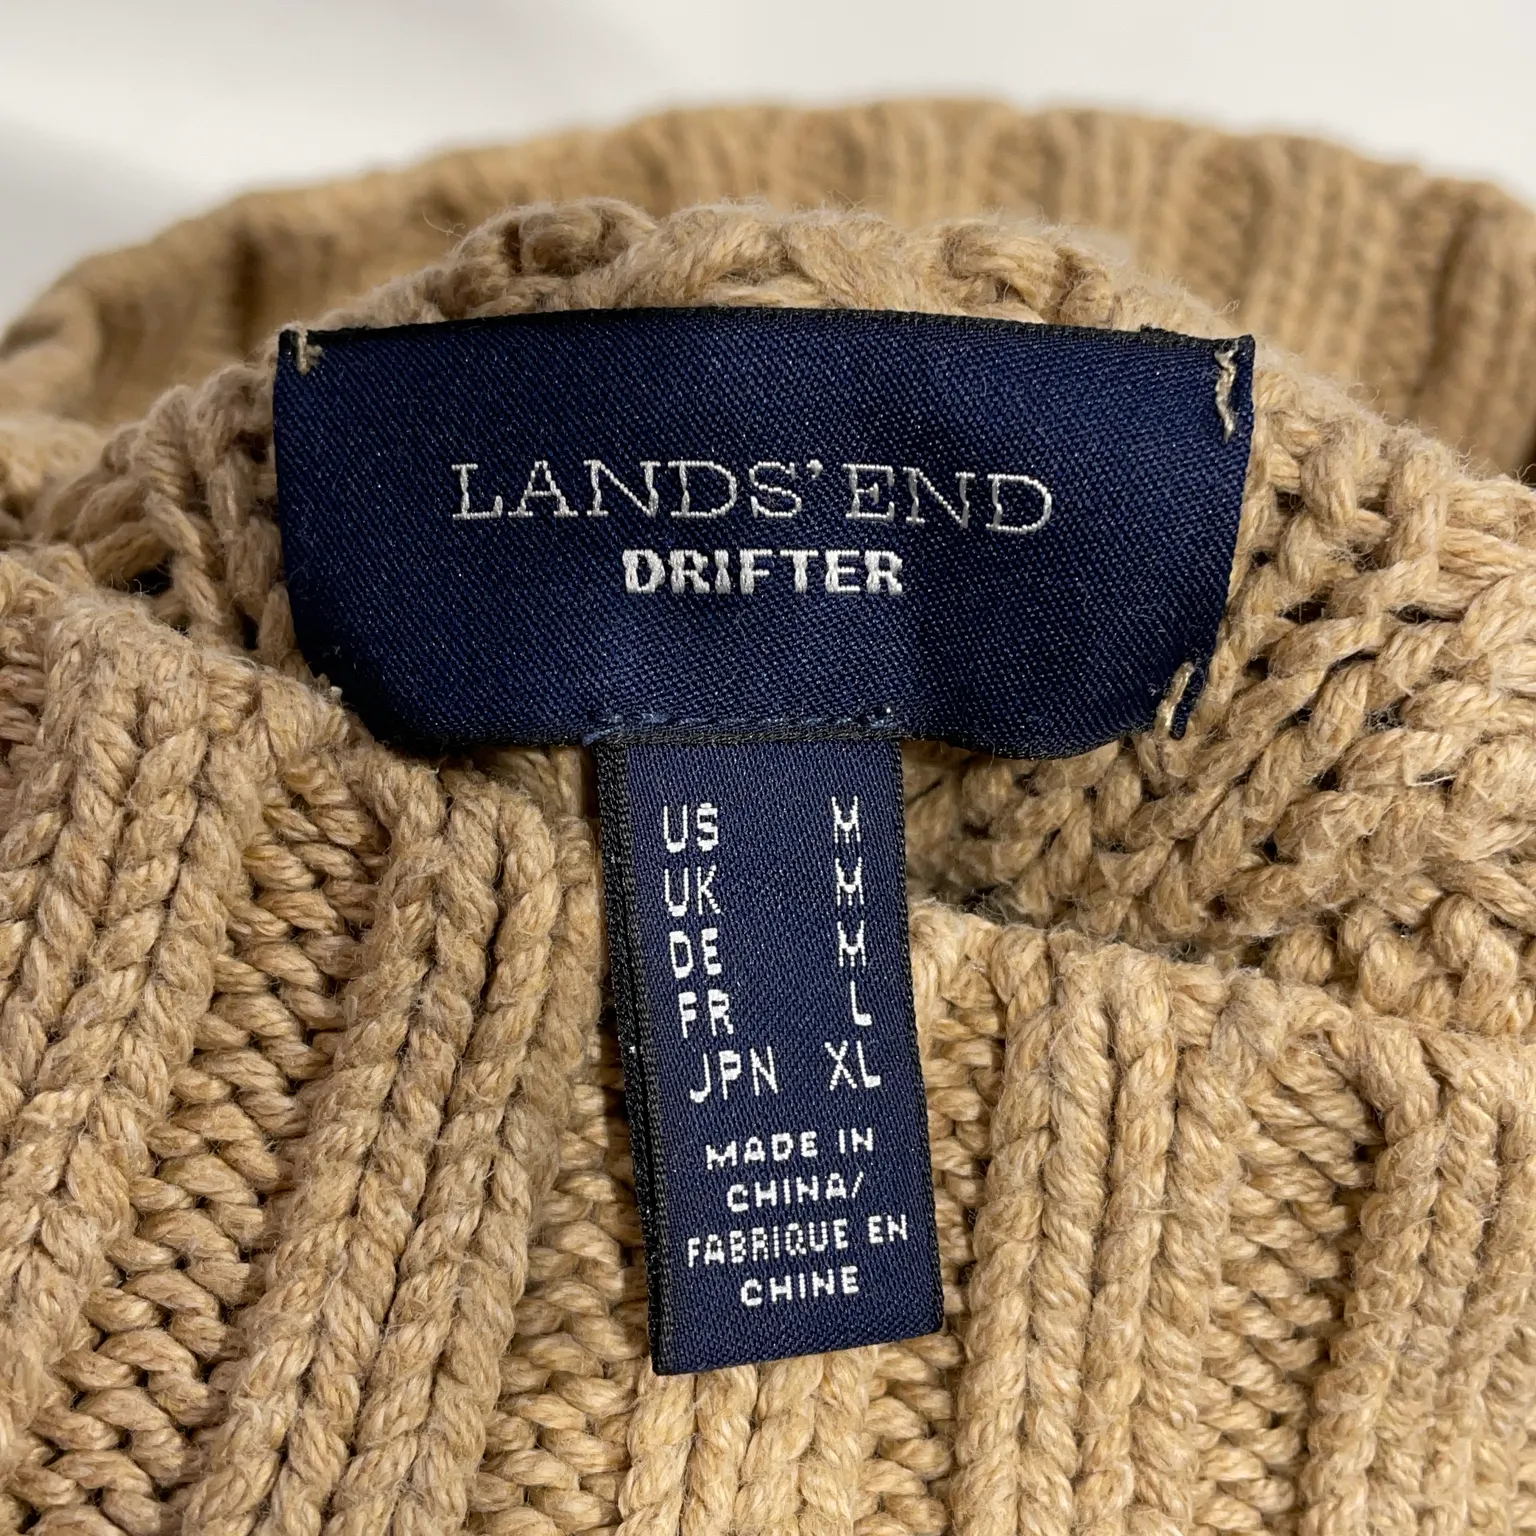 LANDS' END
DRIFTER
US M
UK M
DE M
FR L
JPN XL
MADE IN
CHINA/
FABRIQUE EN
CHINE